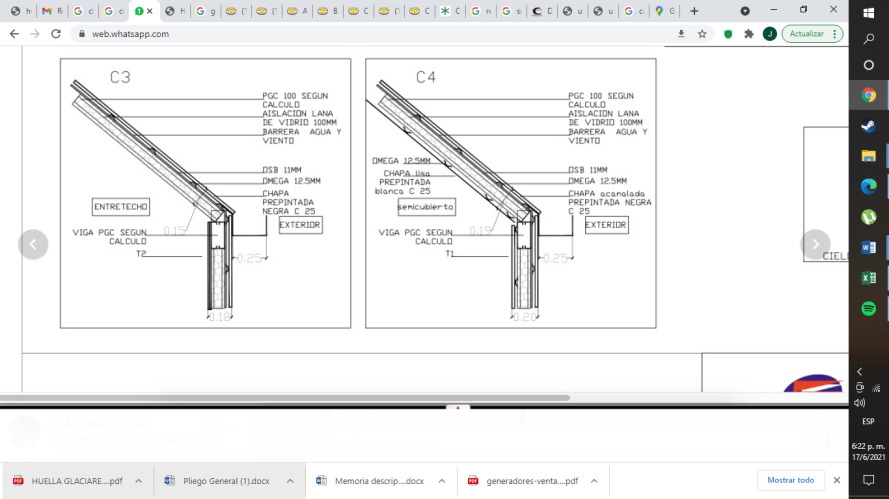 web.whatsapp.com
Actualizar
C3
PGC 100 SEGUN
CALCULO
AISLACION LANA
DE VIDRIO 100MM
BARRERA AGUA Y
VIENTO
OSB 11MM
OMEGA 12.5MM
CHAPA
PREPINTADA
NEGRA C 25
ENTRETECHO
EXTERIOR
VIGA PGC SEGUN
CALCULO
T2
0.15
0.25
0.18
C4
PGC 100 SEGUN
CALCULO
AISLACION LANA
DE VIDRIO 100MM
BARRERA AGUA Y
VIENTO
OMEGA 12.5MM
CHAPA lisa
PREPINTADA
blanca C 25
OSB 11MM
OMEGA 12.5MM
CHAPA acanalada
PREPINTADA NEGRA
C 25
semicubierto
EXTERIOR
VIGA PGC SEGUN
CALCULO
T1
0.15
0.25
0.20
CIEL
ESP
6:22 p. m.
17/6/2021
HUELLA GLACIARE....pdf
Pliego General (1).docx
Memoria descrip....docx
generadores-venta....pdf
Mostrar todo